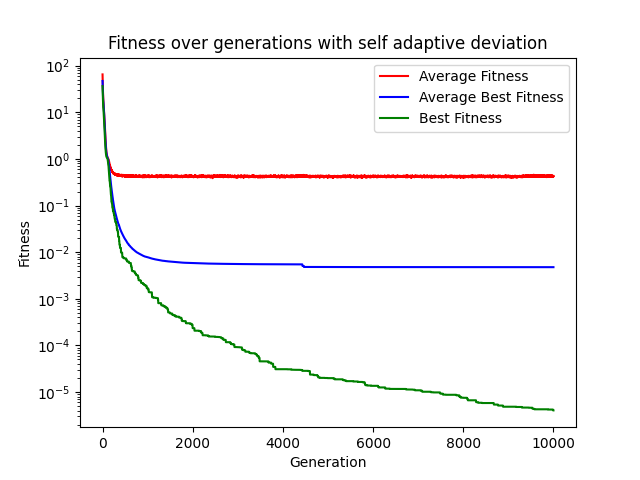 Fitness over generations with self adaptive deviation
Average Fitness
Average Best Fitness
Best Fitness
Fitness
10²
10¹
10⁰
10⁻¹
10⁻²
10⁻³
10⁻⁴
10⁻⁵
0 2000 4000 6000 8000 10000
Generation